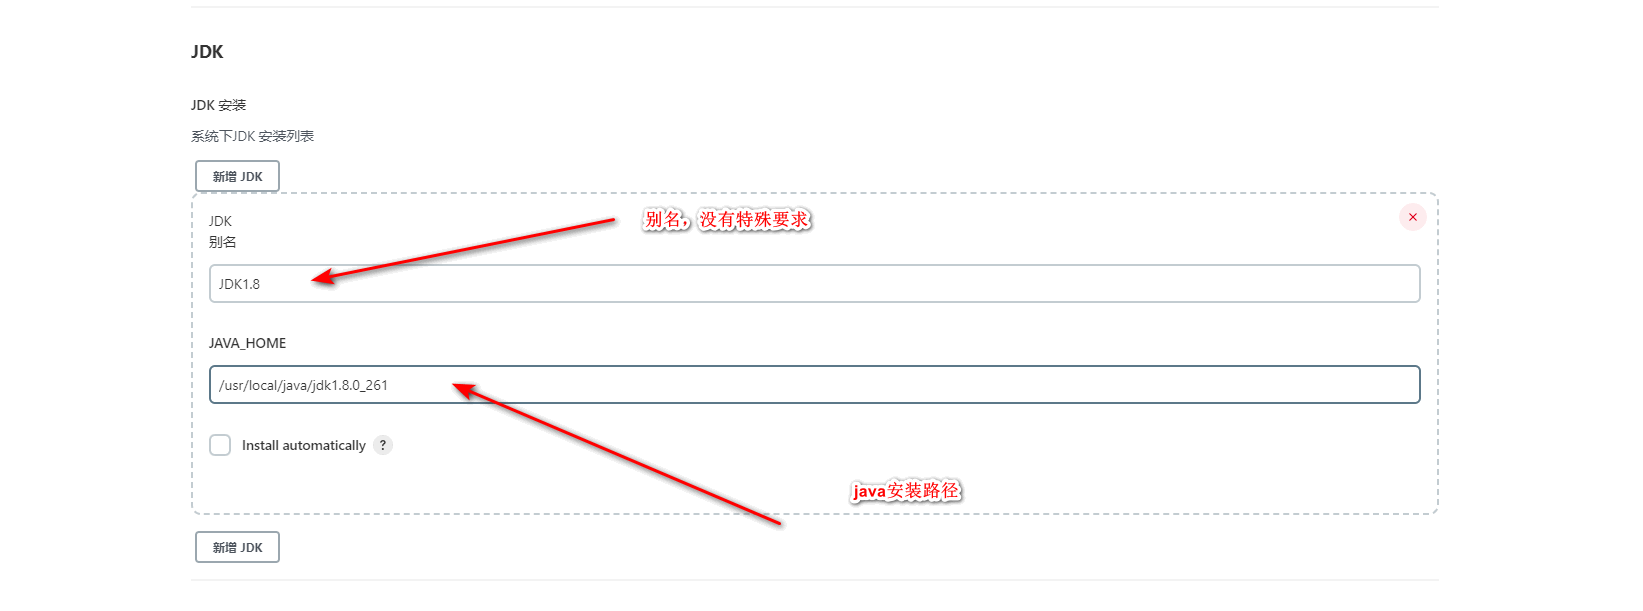 JDK
JDK 安装
系统下JDK 安装列表
新增 JDK
JDK
别名
别名，没有特殊要求
JDK1.8
JAVA_HOME
/usr/local/java/jdk1.8.0_261
Install automatically ?
java安装路径
新增 JDK